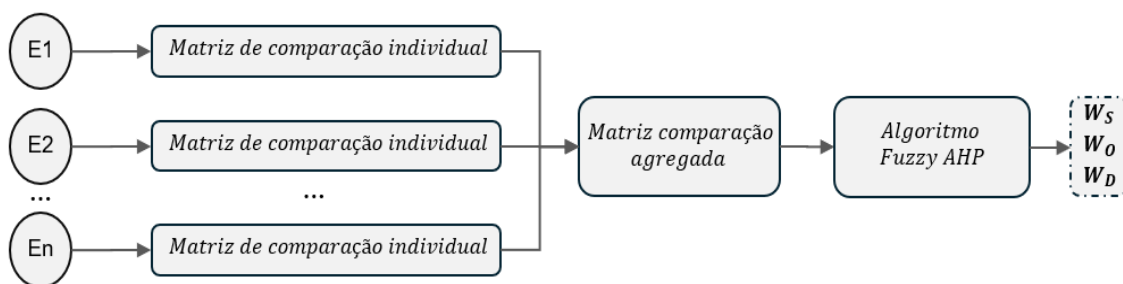 E1
Matriz de comparação individual
E2
Matriz de comparação individual
...
...
En
Matriz de comparação individual
Matriz comparação
agregada
Algoritmo
Fuzzy AHP
W_S
W_O
W_D